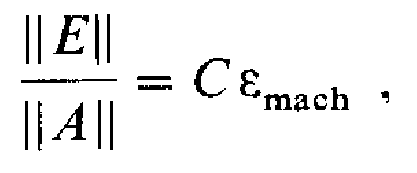 ||E|| / ||A|| = C ε_mach ,